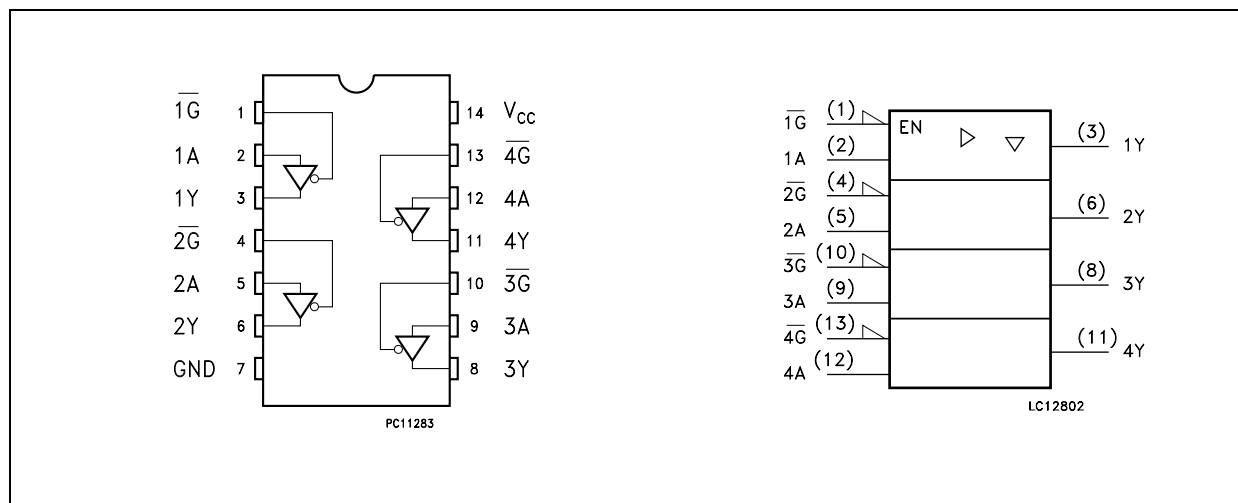 1G 1 14 VCC
1A 2 13 4G
1Y 3 12 4A
2G 4 11 4Y
2A 5 10 3G
2Y 6 9 3A
GND 7 8 3Y
PC11283
1G (1) EN (3) 1Y
1A (2)
2G (4) (6) 2Y
2A (5)
3G (10) (8) 3Y
3A (9)
4G (13) (11) 4Y
4A (12)
LC12802